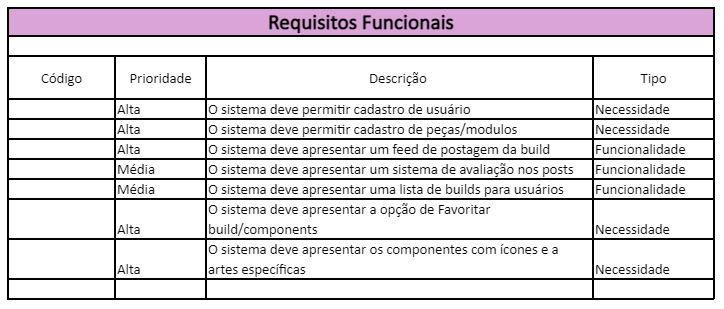 Requisitos Funcionais
Código Prioridade Descrição Tipo
Alta O sistema deve permitir cadastro de usuário Necessidade
Alta O sistema deve permitir cadastro de peças/modulos Necessidade
Alta O sistema deve apresentar um feed de postagem da build Funcionalidade
Média O sistema deve apresentar um sistema de avaliação nos posts Funcionalidade
Média O sistema deve apresentar uma lista de builds para usuários Funcionalidade
O sistema deve apresentar a opção de Favoritar
Alta build/components Necessidade
O sistema deve apresentar os componentes com ícones e a
Alta artes específicas Necessidade